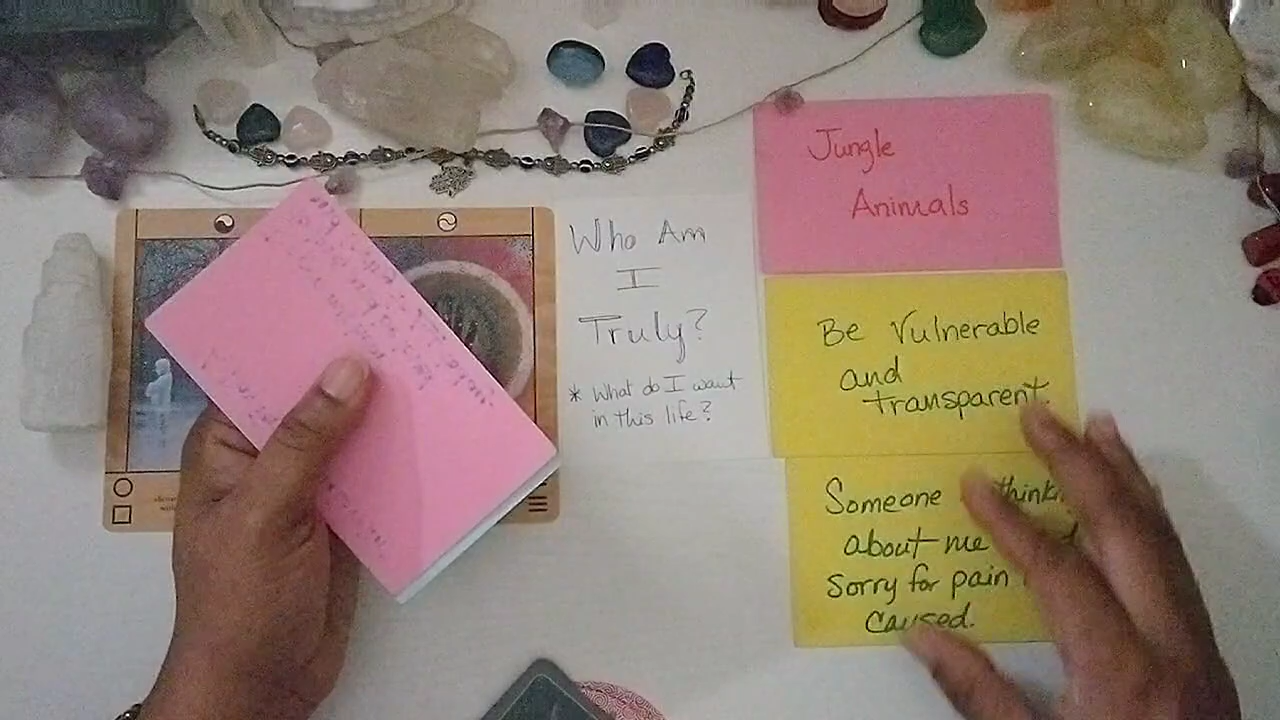 Who Am
I
Truly?
* What do I want
in this life?
Jungle
Animals
Be Vulnerable
and
transparent.
Someone
about me
sorry for pain
caused.